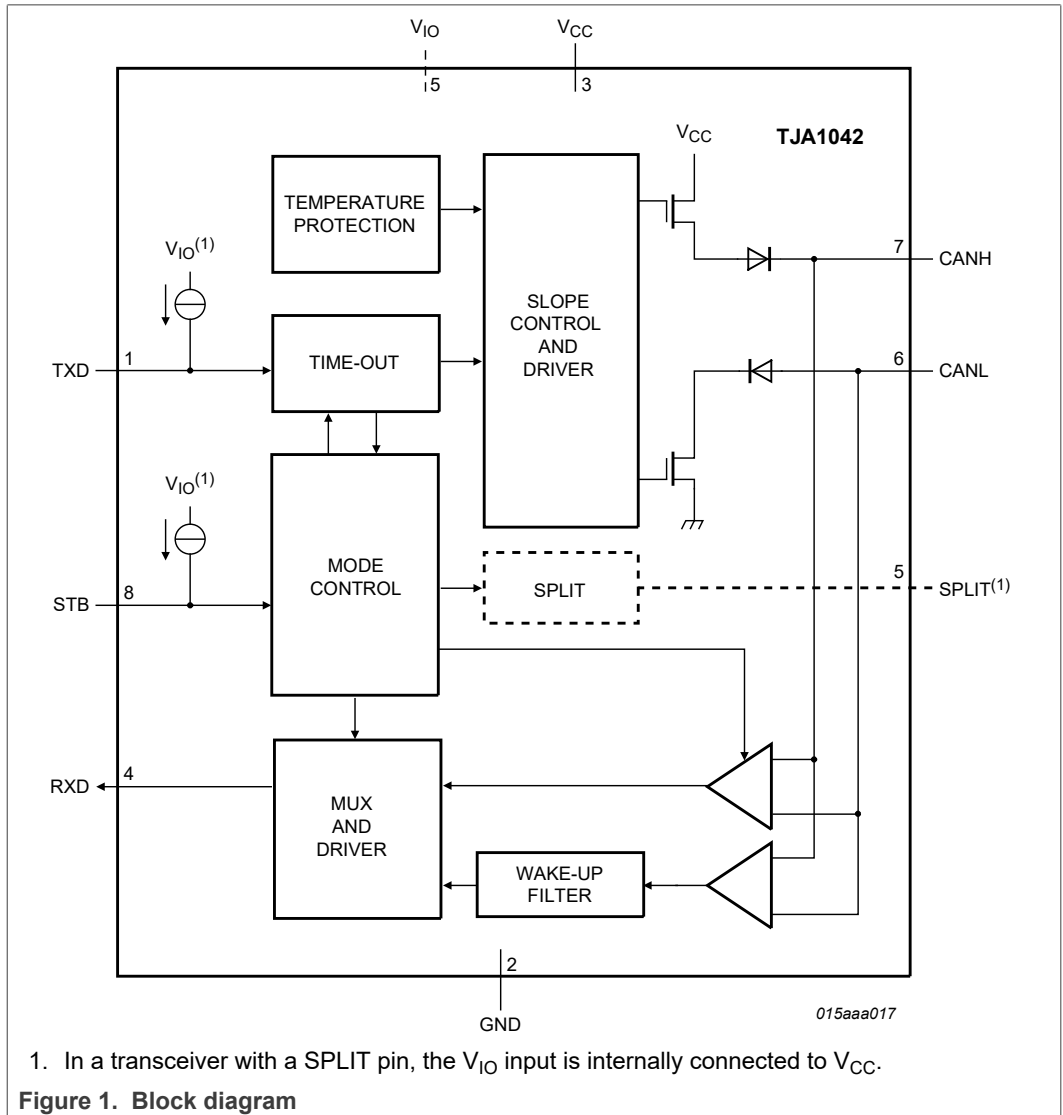 VIO VCC
5 3
TJA1042
VCC
TEMPERATURE
PROTECTION
VIO(1)
7 CANH
SLOPE
CONTROL
AND
DRIVER
TXD 1
TIME-OUT
6 CANL
VIO(1)
MODE
CONTROL
STB 8
SPLIT
5 SPLIT(1)
RXD 4
MUX
AND
DRIVER
WAKE-UP
FILTER
2
GND
015aaa017
1. In a transceiver with a SPLIT pin, the VIO input is internally connected to VCC.
Figure 1. Block diagram